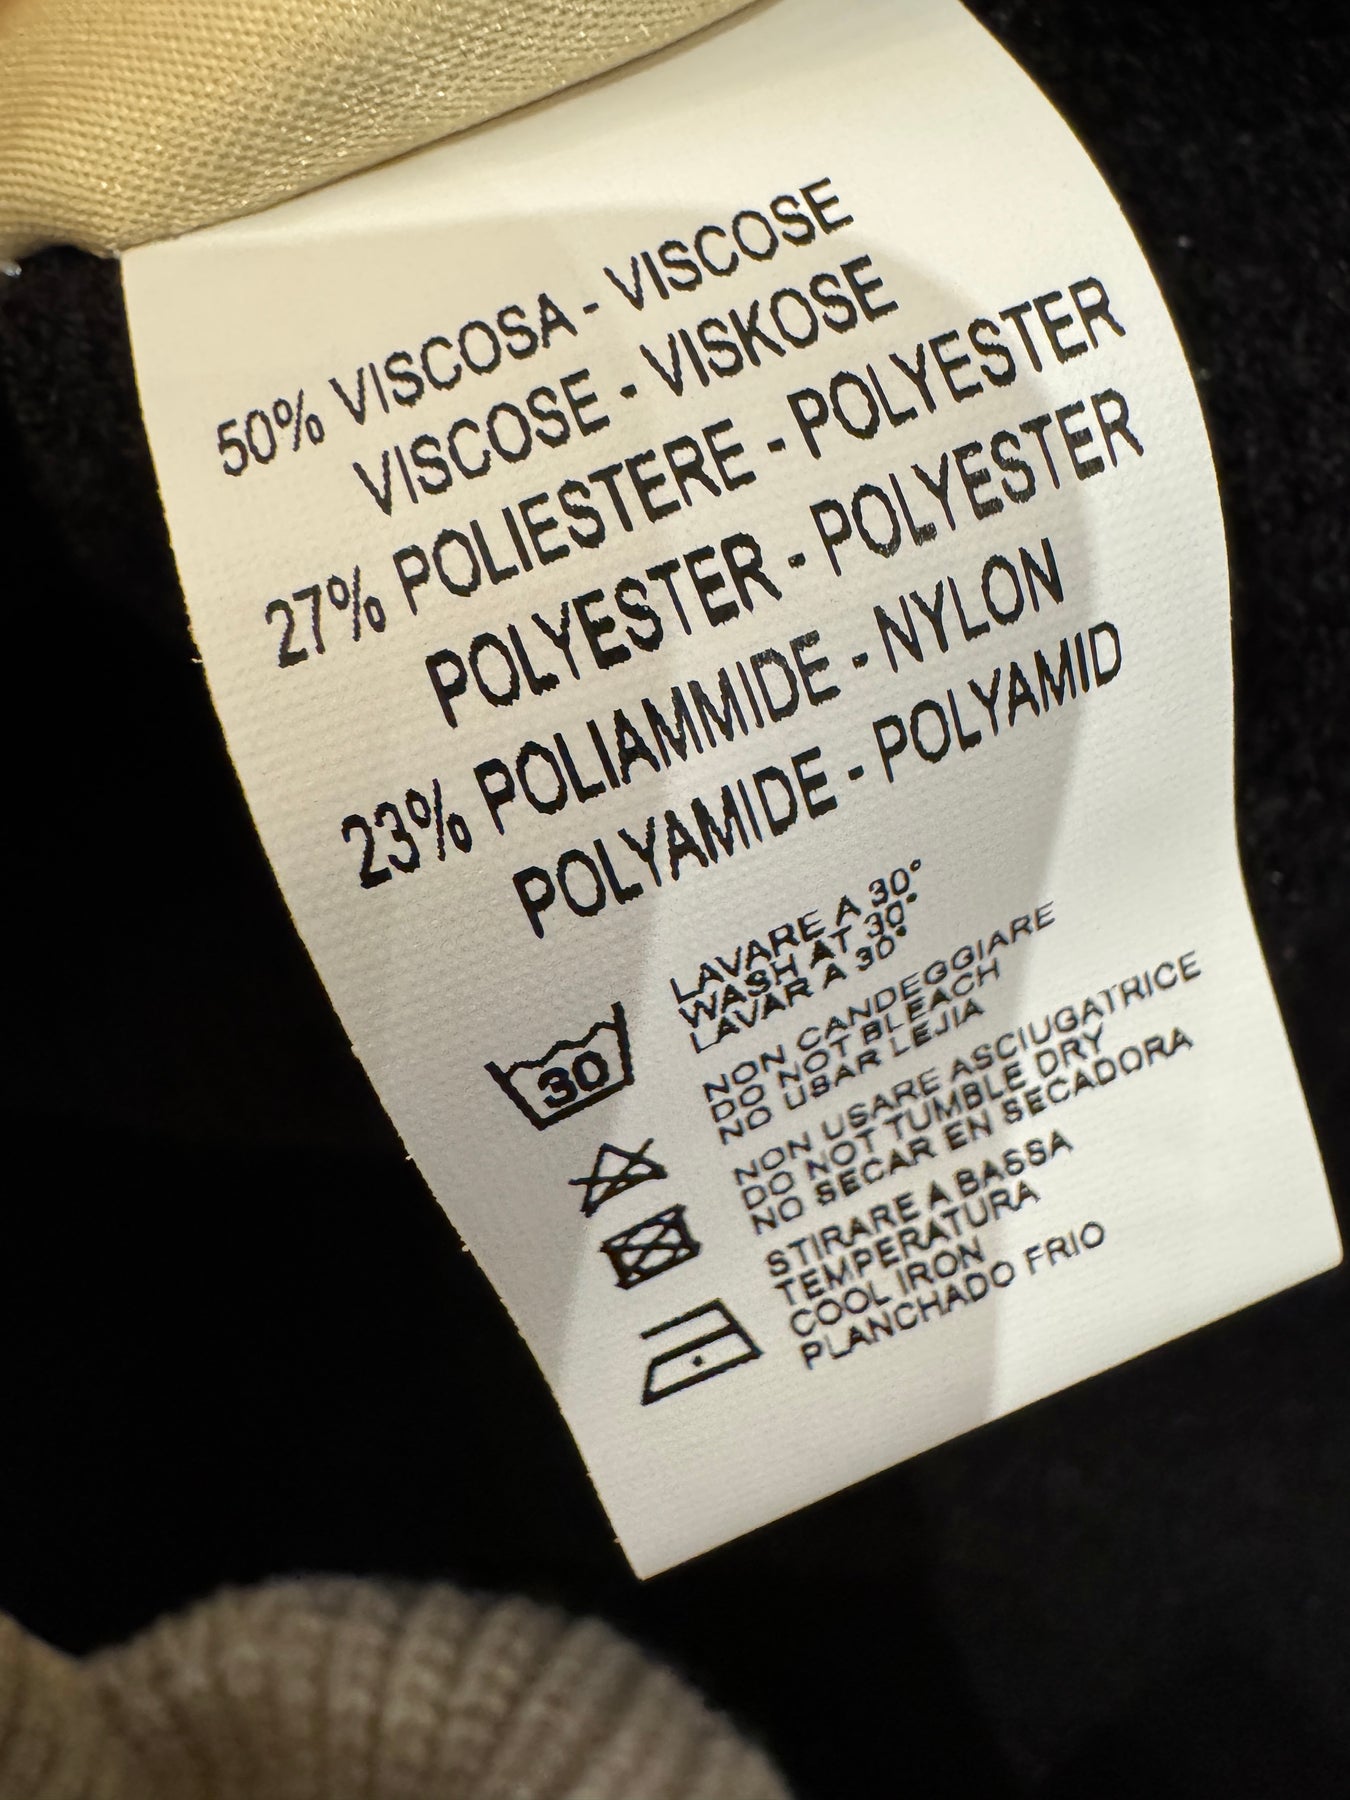 50% VISCOSA - VISCOSE
VISCOSE - VISKOSE
27% POLIESTERE - POLYESTER
POLYESTER - POLYESTER
23% POLIAMMIDE - NYLON
POLYAMIDE - POLYAMID
LAVARE A 30°
WASH AT 30°
LAVAR A 30°
30
NON CANDEGGIARE
DO NOT BLEACH
NO USAR LEJIA
NON USARE ASCIUGATRICE
DO NOT TUMBLE DRY
NO SECAR EN SECADORA
STIRARE A BASSA
TEMPERATURA
COOL IRON
PLANCHADO FRIO